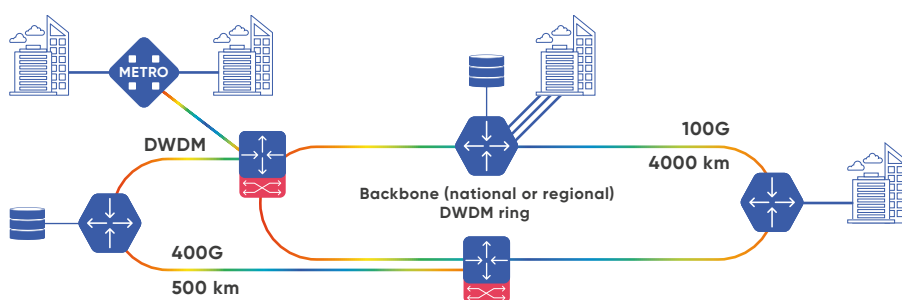 METRO
DWDM
100G
4000 km
Backbone (national or regional)
DWDM ring
400G
500 km